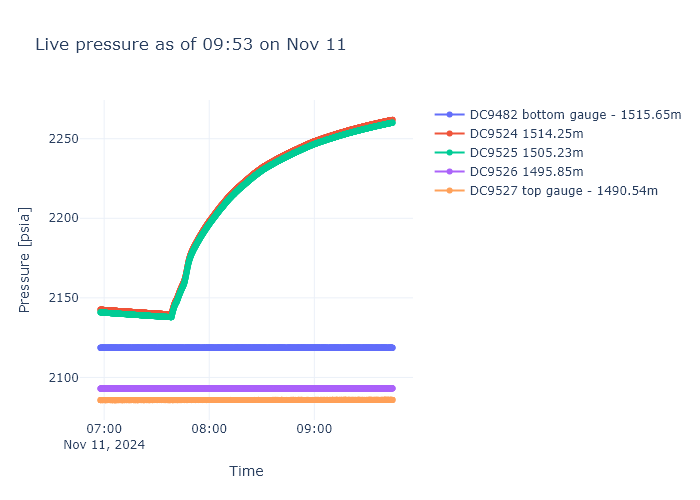 Live pressure as of 09:53 on Nov 11
DC9482 bottom gauge - 1515.65m
DC9524 1514.25m
DC9525 1505.23m
DC9526 1495.85m
DC9527 top gauge - 1490.54m
Pressure [psia]
2250
2200
2150
2100
07:00
Nov 11, 2024
08:00
09:00
Time